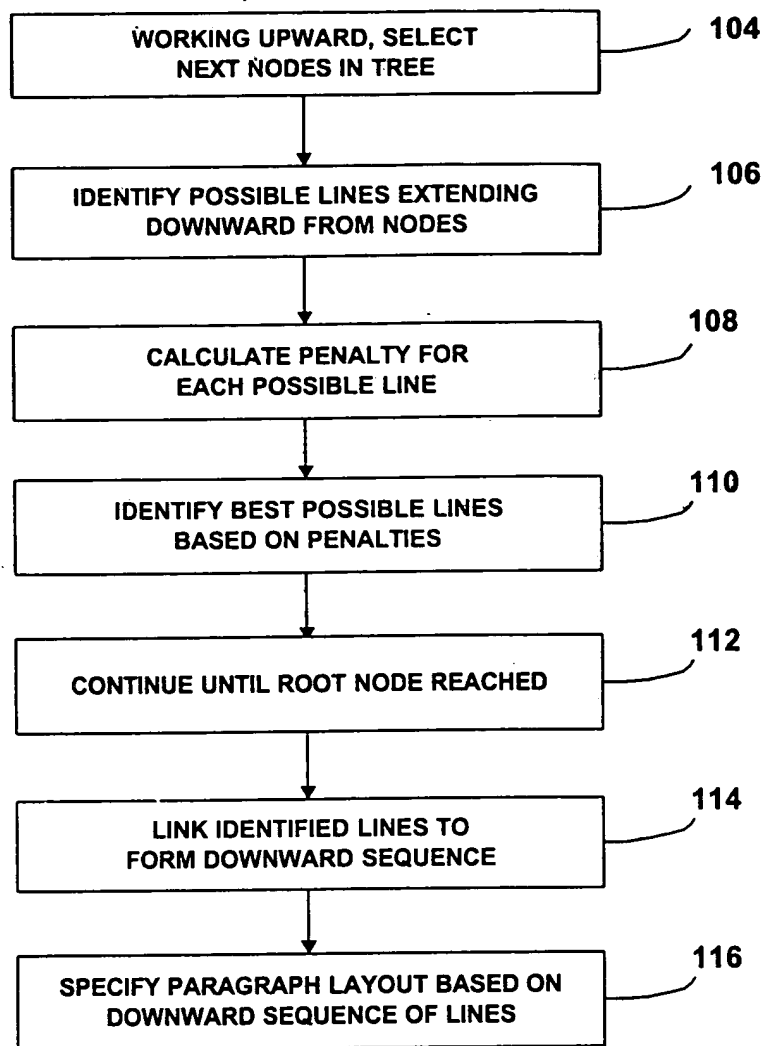 WORKING UPWARD, SELECT
NEXT NODES IN TREE
104
IDENTIFY POSSIBLE LINES EXTENDING
DOWNWARD FROM NODES
106
CALCULATE PENALTY FOR
EACH POSSIBLE LINE
108
IDENTIFY BEST POSSIBLE LINES
BASED ON PENALTIES
110
CONTINUE UNTIL ROOT NODE REACHED
112
LINK IDENTIFIED LINES TO
FORM DOWNWARD SEQUENCE
114
SPECIFY PARAGRAPH LAYOUT BASED ON
DOWNWARD SEQUENCE OF LINES
116